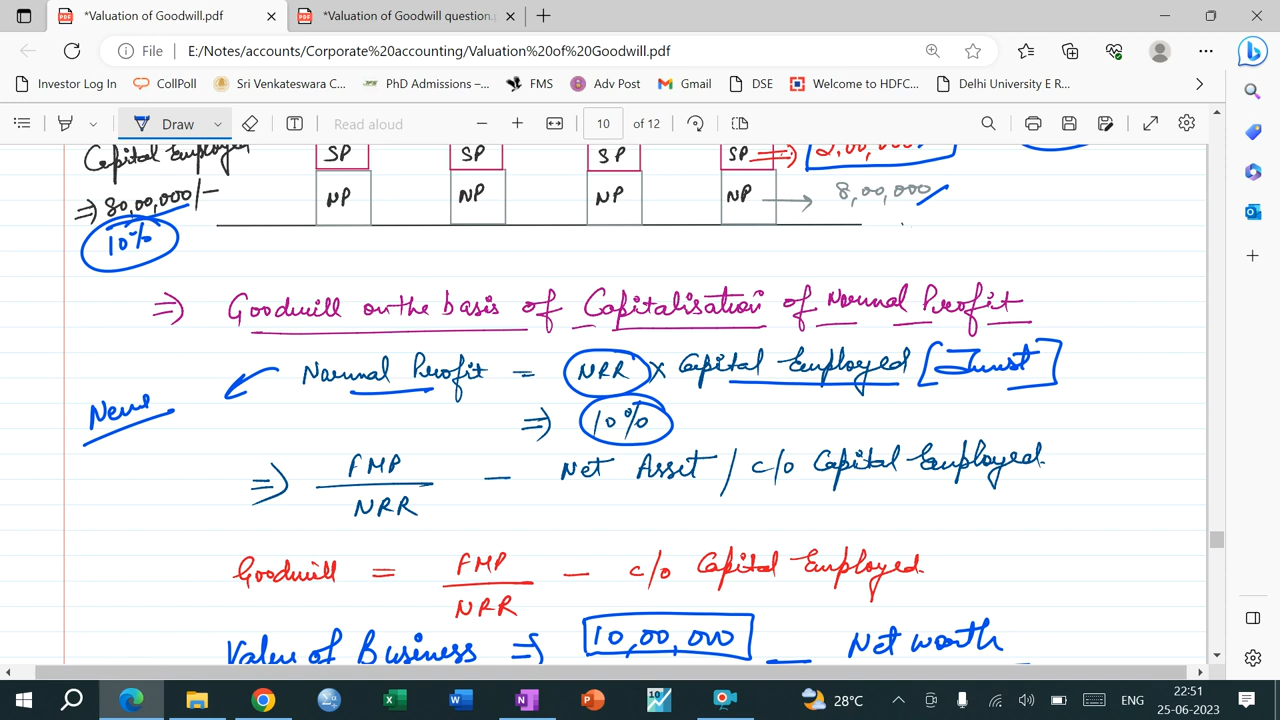 *Valuation of Goodwill.pdf
*Valuation of Goodwill question.
File E:/Notes/accounts/Corporate%20accounting/Valuation%20of%20Goodwill.pdf
Investor Log In CollPoll Sri Venkateswara C... PhD Admissions –... FMS Adv Post Gmail DSE Welcome to HDFC... Delhi University E R...
Draw Read aloud 10 of 12
Capital Employed SP SP SP SP ⇒ 2,00,000
⇒ 80,00,000/- NP NP NP NP → 8,00,000
10%
⇒ Goodwill on the basis of Capitalisation of Normal Profit
Normal Profit = NRR × Capital Employed
⇒ 10%
⇒ FMP / NRR – Net Asset / c/o Capital Employed
Goodwill = FMP / NRR – c/o Capital Employed
Value of Business ⇒ 10,00,000 – Net worth
28°C ENG 22:51
25-06-2023